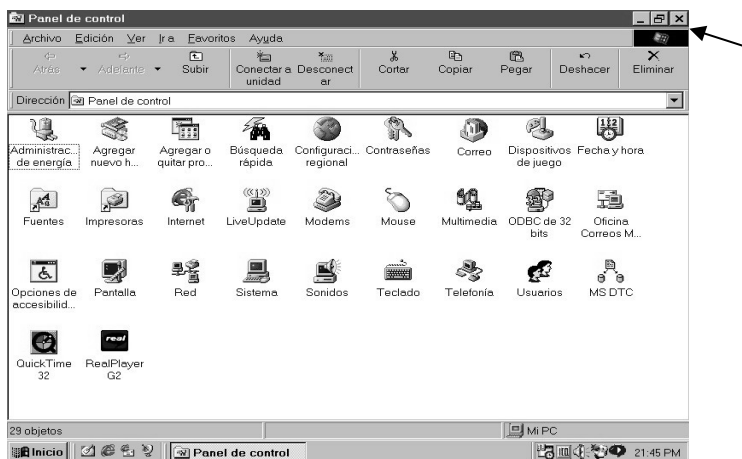 Panel de control
Archivo Edición Ver Ir a Favoritos Ayuda
Atrás Adelante Subir Conectar a unidad Desconectar Cortar Copiar Pegar Deshacer Eliminar
Dirección Panel de control
Administrac... de energía
Agregar nuevo h...
Agregar o quitar pro...
Búsqueda rápida
Configuraci... regional
Contraseñas
Correo
Dispositivos de juego
Fecha y hora
Fuentes
Impresoras
Internet
LiveUpdate
Modems
Mouse
Multimedia
ODBC de 32 bits
Oficina Correos M...
Opciones de accesibilid...
Pantalla
Red
Sistema
Sonidos
Teclado
Telefonía
Usuarios
MS DTC
real
QuickTime 32
RealPlayer G2
29 objetos
Mi PC
Inicio
Panel de control
21:45 PM